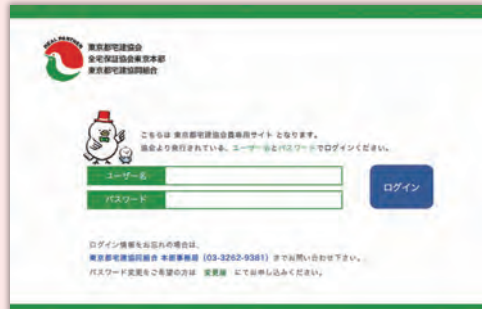 REAL PARTNER
東京都宅建協会
全宅保証協会東京本部
東京都宅建協同組合
こちらは 東京都宅建協会員専用サイト となります。
協会より発行されている、ユーザー名とパスワードでログインください。
ユーザー名
パスワード
ログイン
ログイン情報をお忘れの場合は、
東京都宅建協同組合 本部事務局 (03-3262-9381) までお問い合わせ下さい。
パスワード変更をご希望の方は 変更届 にてお申し込みください。